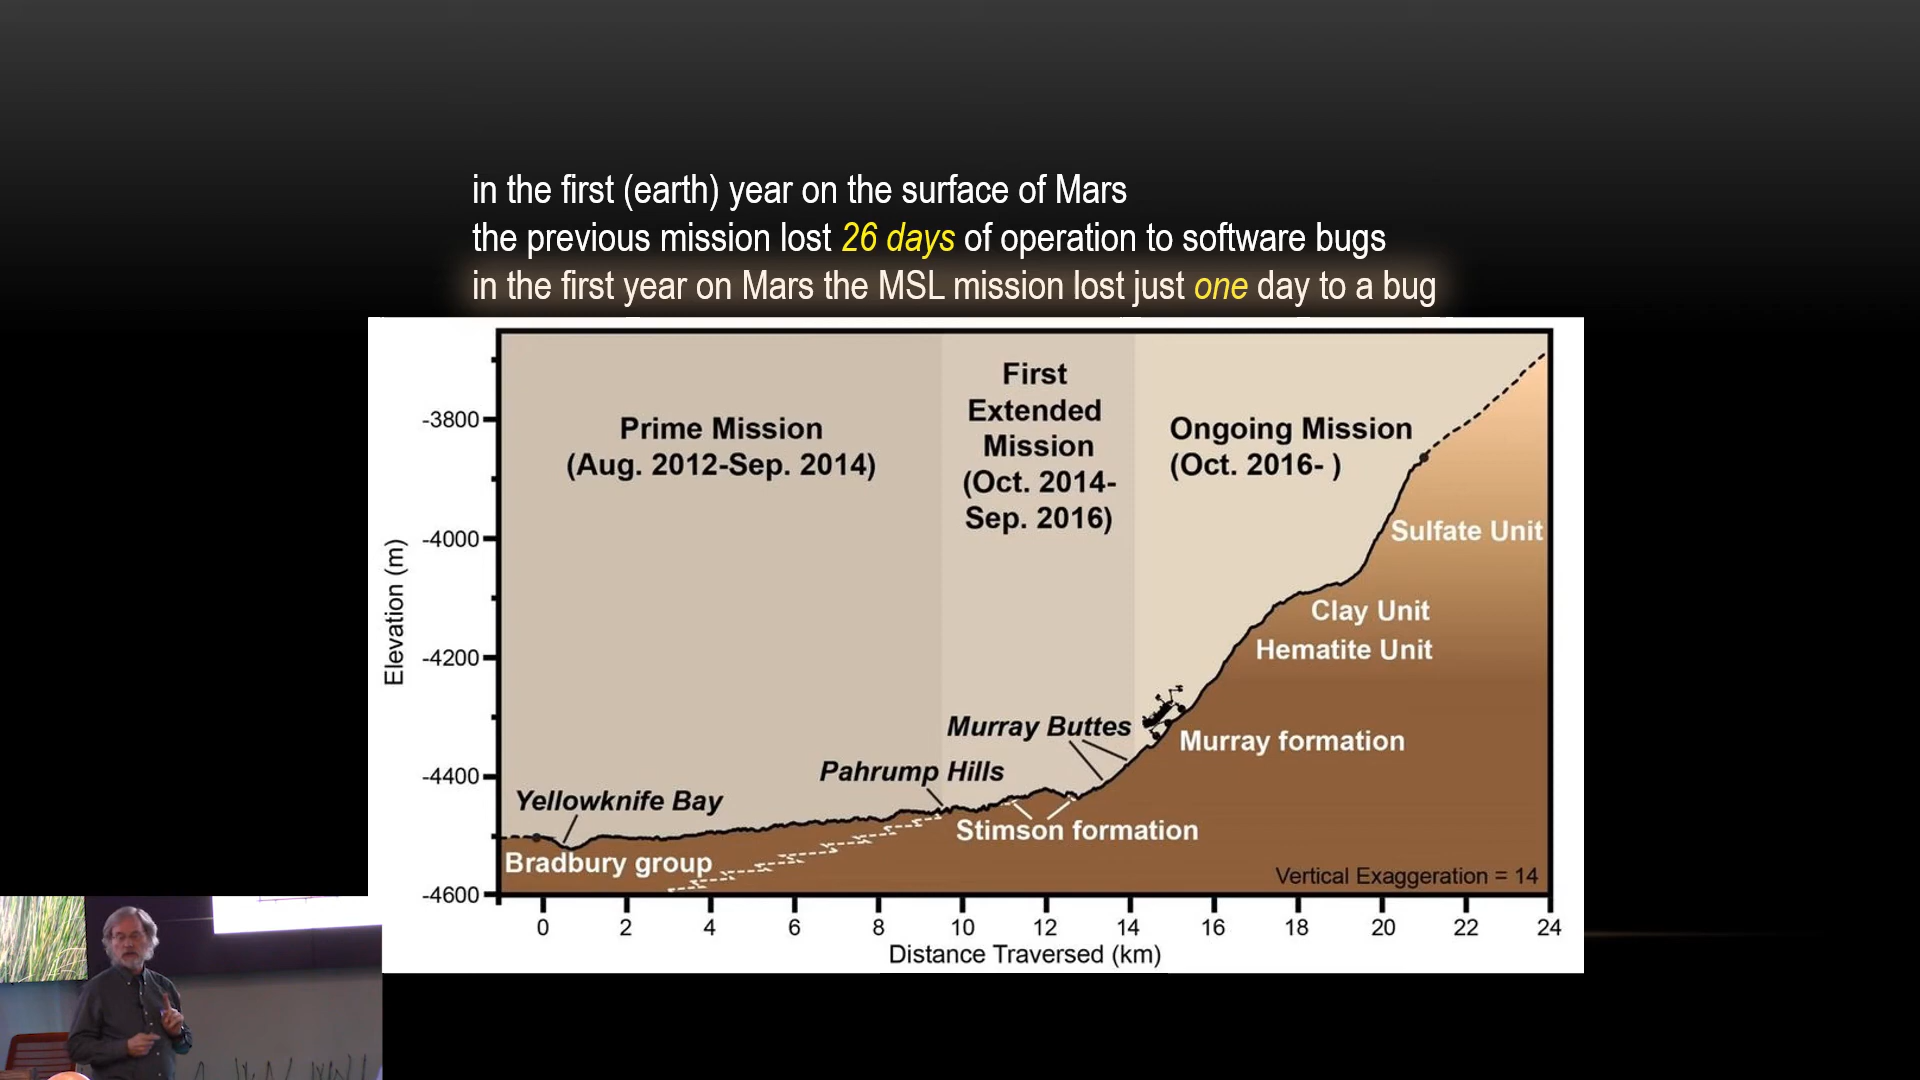 in the first (earth) year on the surface of Mars
the previous mission lost 26 days of operation to software bugs
in the first year on Mars the MSL mission lost just one day to a bug
Prime Mission
(Aug. 2012-Sep. 2014)
First
Extended
Mission
(Oct. 2014-
Sep. 2016)
Ongoing Mission
(Oct. 2016- )
Elevation (m)
-3800
-4000
-4200
-4400
-4600
Sulfate Unit
Clay Unit
Hematite Unit
Murray formation
Murray Buttes
Pahrump Hills
Yellowknife Bay
Stimson formation
Bradbury group
Vertical Exaggeration = 14
0 2 4 6 8 10 12 14 16 18 20 22 24
Distance Traversed (km)